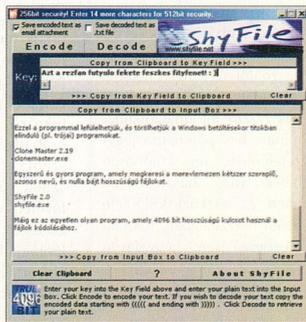 256bit security! Enter 14 more characters for 512bit security.
Save encoded text as email attachment
Save decoded text as .txt file
Encode Decode
ShyFile
www.shyfile.net
Copy from Clipboard to Key Field >>>
Key:
Azt a rezfan futyulo fekete feszkes fityfenet! : )
>>> Copy from Key Field to Clipboard Clear
Copy from Clipboard to Input Box >>>
Ezzel a programmal lefülelhetjük, és törölhetjük a Windows betöltésekor titokban
elinduló (pl. trójai) programokat.
Clone Master 2.19
clonemaster.exe
Egyszerű és gyors program, amely megkeresi a merevlemezen kétszer szereplő,
azonos nevű, és nulla bájt hosszúságú fájlokat.
ShyFile 2.0
shyfile.exe
Máig ez az egyetlen olyan program, amely 4096 bit hosszúságú kulcsot használ a
fájlok kódolásához.
>>> Copy from Input Box to Clipboard Clear
Clear Clipboard ? About ShyFile
TRUE
4096
BIT
Enter your key into the Key Field above and enter your plain text into the Input
Box. Click Encode to encode your text. If you wish to decode your text copy the
encoded data starting with (((((( and ending with )))))) . Click Decode to retrieve
your plain text.